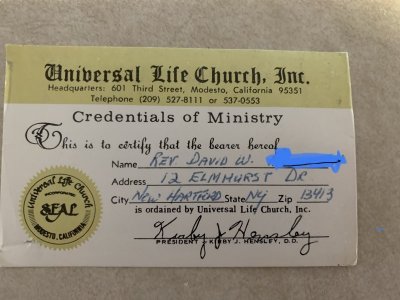 Universal Life Church, Inc.
Headquarters: 601 Third Street, Modesto, California 95351
Telephone (209) 527-8111 or 537-0553
Credentials of Ministry
This is to certify that the bearer hereof
Name REV DAVID W.
Address 12 ELMHURST DR
City NEW HARTFORD State NY Zip 13413
is ordained by Universal Life Church, Inc.
Kirby J Hensley
PRESIDENT - KIRBY J. HENSLEY, D.D.
Universal Life Church
INCORPORATED
SEAL
MODESTO, CALIFORNIA